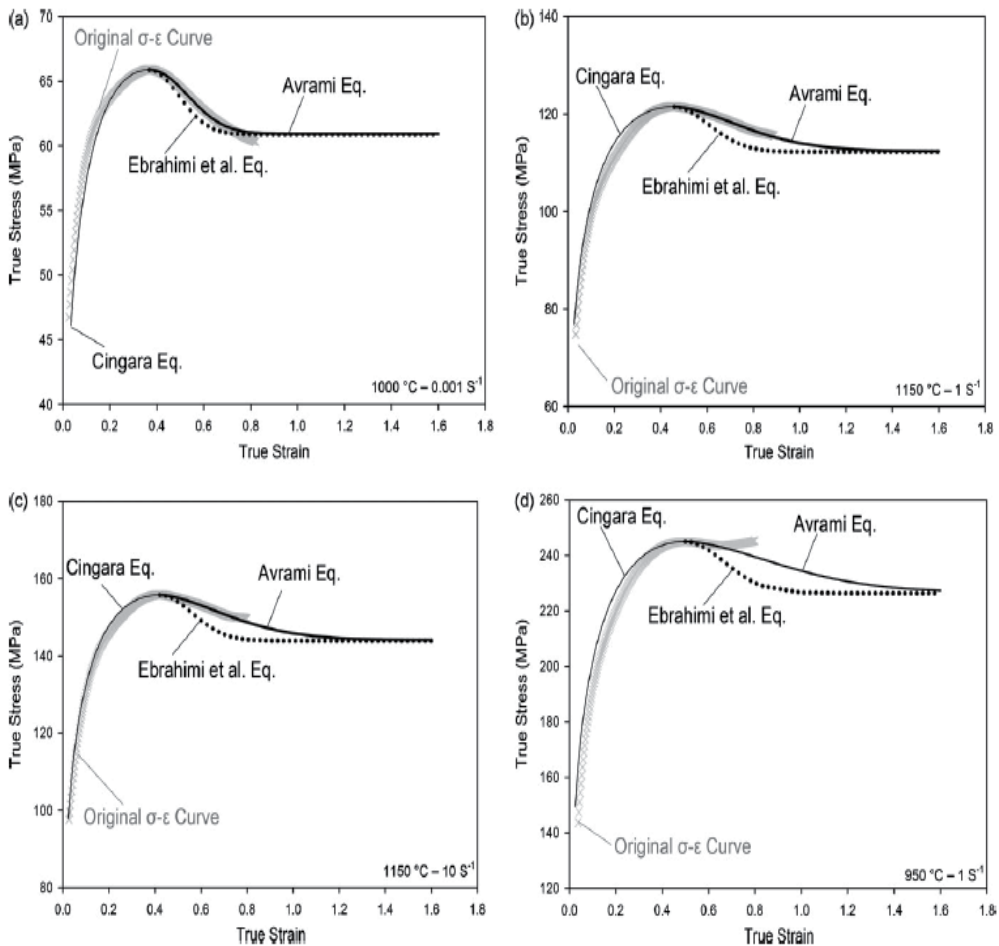 (a)
70
65
60
55
50
45
40
True Stress (MPa)
Original σ-ε Curve
Avrami Eq.
Ebrahimi et al. Eq.
Cingara Eq.
1000 °C – 0.001 S⁻¹
0.0 0.2 0.4 0.6 0.8 1.0 1.2 1.4 1.6 1.8
True Strain
(b)
140
120
100
80
60
True Stress (MPa)
Cingara Eq.
Avrami Eq.
Ebrahimi et al. Eq.
Original σ-ε Curve
1150 °C – 1 S⁻¹
0.0 0.2 0.4 0.6 0.8 1.0 1.2 1.4 1.6 1.8
True Strain
(c)
180
160
140
120
100
80
True Stress (MPa)
Cingara Eq.
Avrami Eq.
Ebrahimi et al. Eq.
Original σ-ε Curve
1150 °C – 10 S⁻¹
0.0 0.2 0.4 0.6 0.8 1.0 1.2 1.4 1.6 1.8
True Strain
(d)
260
240
220
200
180
160
140
120
True Stress (MPa)
Cingara Eq.
Avrami Eq.
Ebrahimi et al. Eq.
Original σ-ε Curve
950 °C – 1 S⁻¹
0.0 0.2 0.4 0.6 0.8 1.0 1.2 1.4 1.6 1.8
True Strain